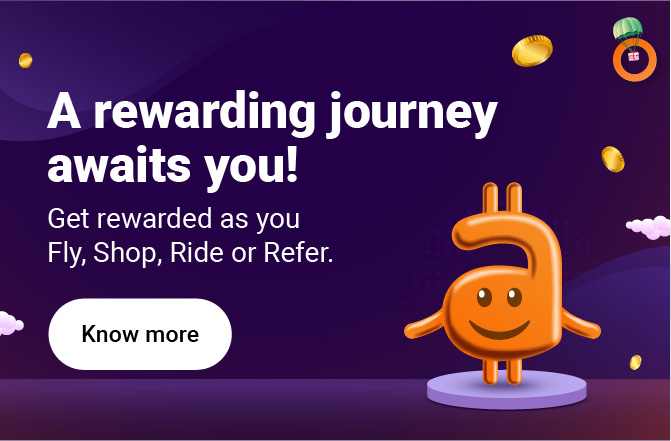 A rewarding journey
awaits you!
Get rewarded as you
Fly, Shop, Ride or Refer.
Know more